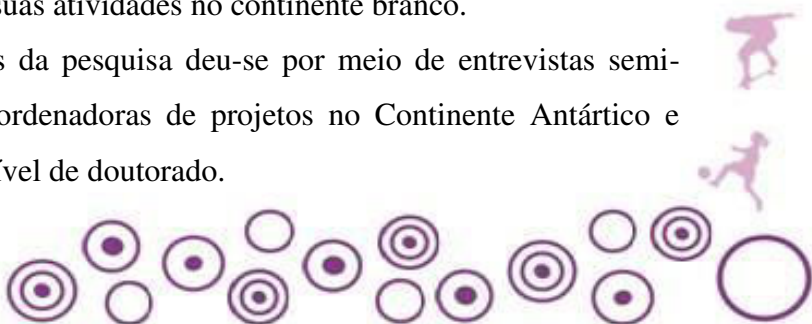 suas atividades no continente branco.
s da pesquisa deu-se por meio de entrevistas semi-
ordenadoras de projetos no Continente Antártico e
ível de doutorado.